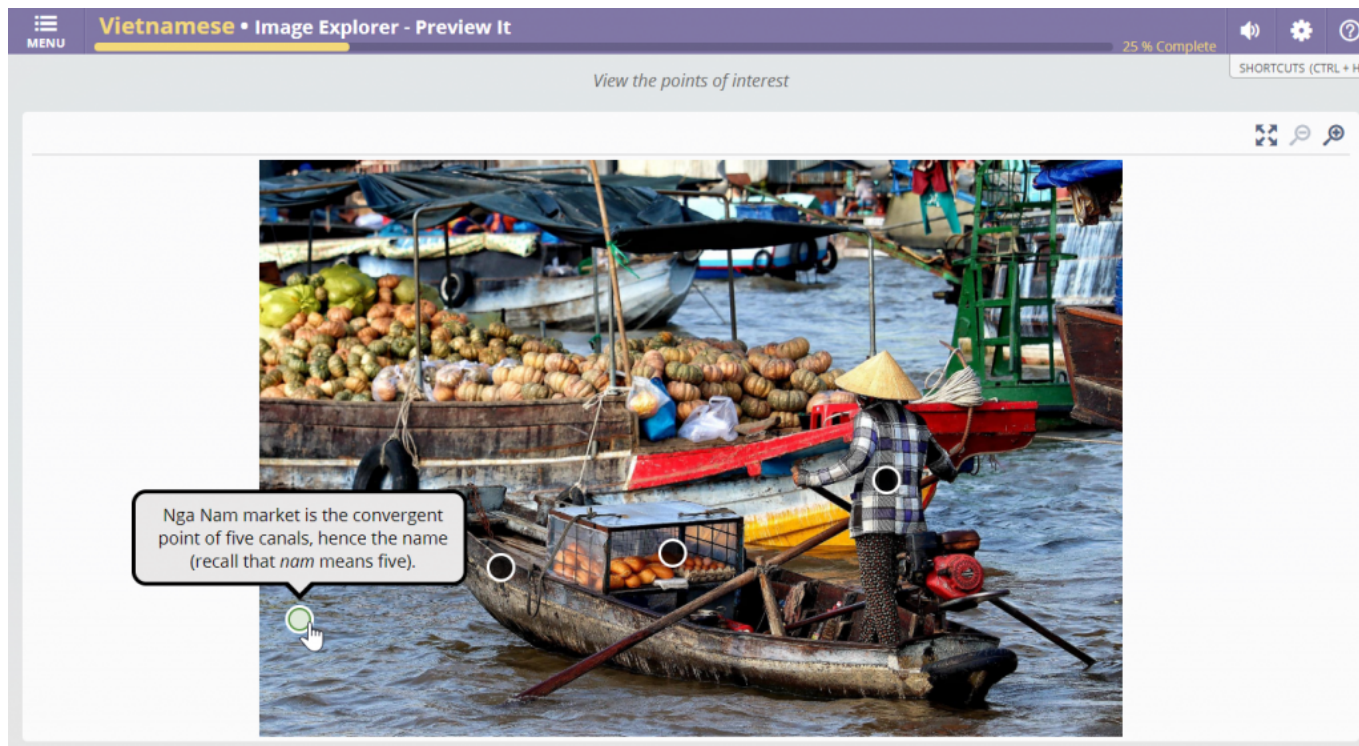 MENU
Vietnamese • Image Explorer - Preview It
25 % Complete
SHORTCUTS (CTRL + H
View the points of interest
Nga Nam market is the convergent
point of five canals, hence the name
(recall that nam means five).